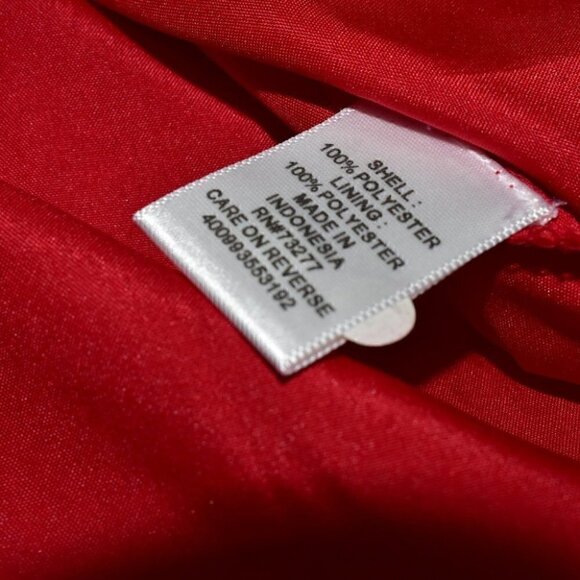 SHELL :
100% POLYESTER
LINING :
100% POLYESTER
MADE IN
INDONESIA
RN#73277
CARE ON REVERSE
400993553192